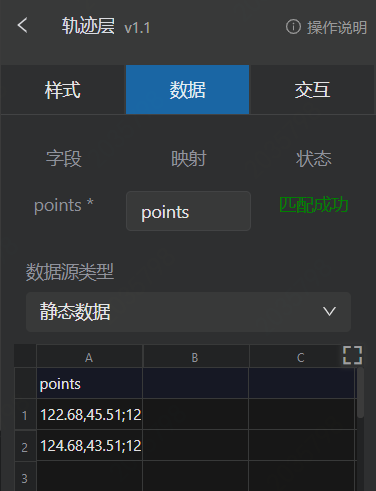 轨迹层 v1.1 操作说明
样式 数据 交互
字段 映射 状态
points * points 匹配成功
数据源类型
静态数据
A B C
points
1 122.68,43.51;12
2 124.68,43.51;12
3